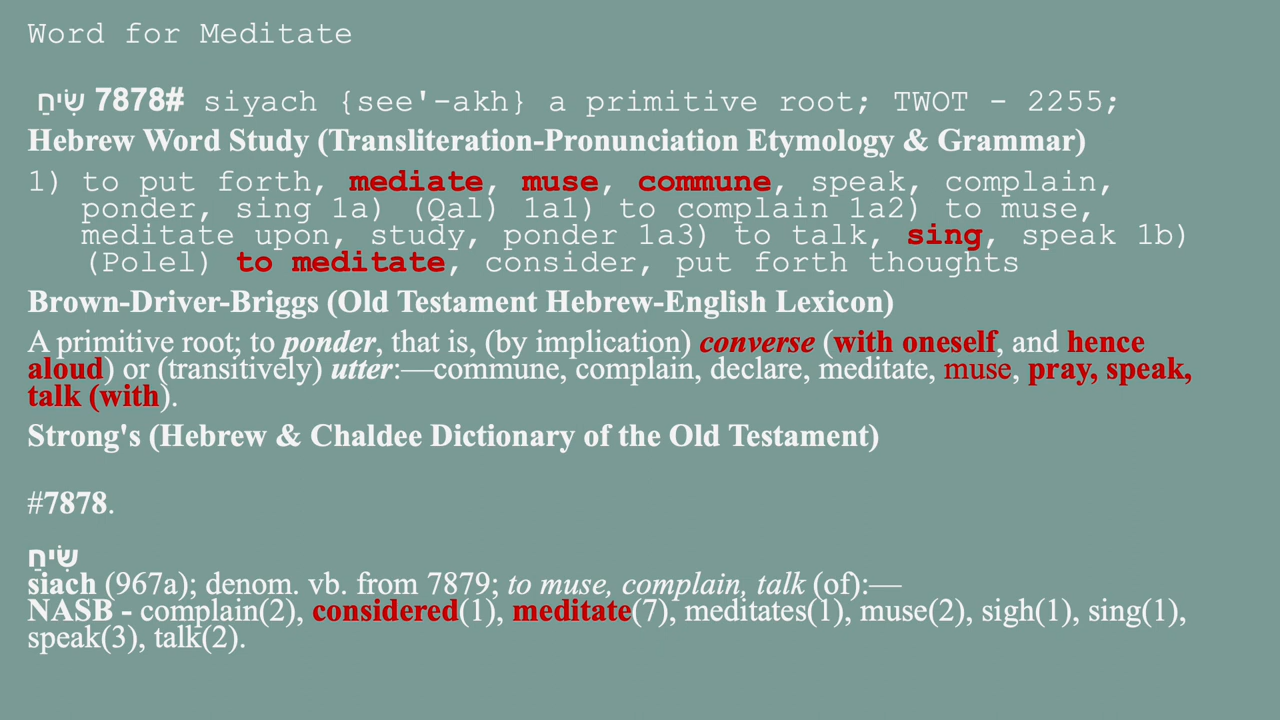 Word for Meditate
שִׂיחַ 7878# siyach {see'-akh} a primitive root; TWOT - 2255;
Hebrew Word Study (Transliteration-Pronunciation Etymology & Grammar)
1) to put forth, mediate, muse, commune, speak, complain,
ponder, sing 1a) (Qal) 1a1) to complain 1a2) to muse,
meditate upon, study, ponder 1a3) to talk, sing, speak 1b)
(Polel) to meditate, consider, put forth thoughts
Brown-Driver-Briggs (Old Testament Hebrew-English Lexicon)
A primitive root; to ponder, that is, (by implication) converse (with oneself, and hence
aloud) or (transitively) utter:—commune, complain, declare, meditate, muse, pray, speak,
talk (with).
Strong's (Hebrew & Chaldee Dictionary of the Old Testament)
#7878.
שִׂיחַ
siach (967a); denom. vb. from 7879; to muse, complain, talk (of):—
NASB - complain(2), considered(1), meditate(7), meditates(1), muse(2), sigh(1), sing(1),
speak(3), talk(2).